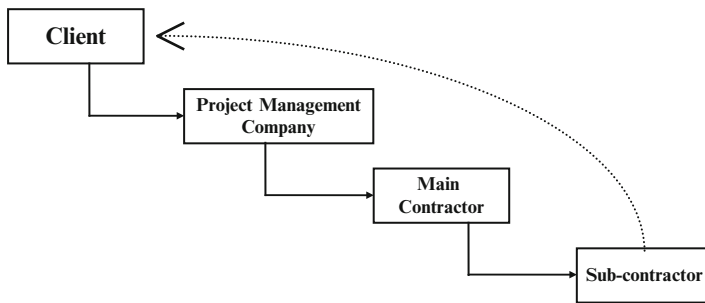 Client
Project Management
Company
Main
Contractor
Sub-contractor